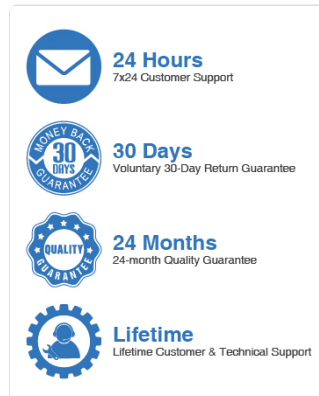 24 Hours
7x24 Customer Support
MONEY BACK
30
DAYS
GUARANTEE
30 Days
Voluntary 30-Day Return Guarantee
QUALITY
GUARANTEE
24 Months
24-month Quality Guarantee
Lifetime
Lifetime Customer & Technical Support